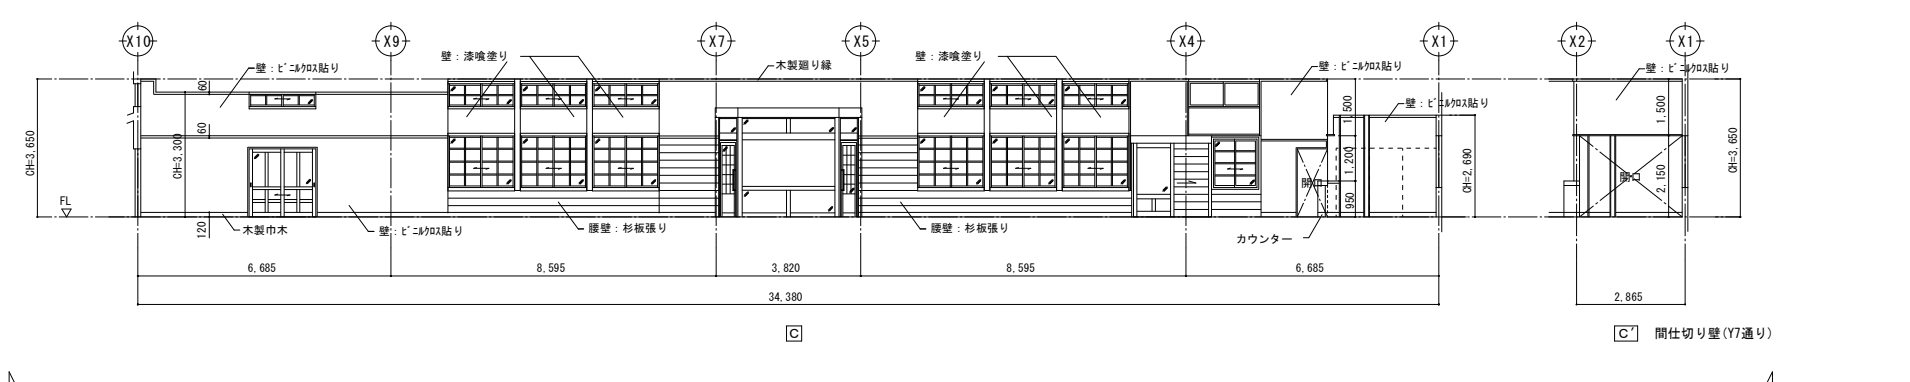 X10 X9 X7 X5 X4 X1 X2 X1
壁：漆喰塗り 壁：漆喰塗り
壁：ﾋﾞﾆﾙｸﾛｽ貼り 木製廻り縁 壁：ﾋﾞﾆﾙｸﾛｽ貼り 壁：ﾋﾞﾆﾙｸﾛｽ貼り
60
1,500 壁：ﾋﾞﾆﾙｸﾛｽ貼り 1,500
60
CH=3,650 CH=3,300 1,200 CH=2,690 CH=3,650
開口 開口 2,150
FL 950
120 木製巾木 壁：ﾋﾞﾆﾙｸﾛｽ貼り 腰壁：杉板張り 腰壁：杉板張り
カウンター
6,685 8,595 3,820 8,595 6,685
34,380 2,865
C C' 間仕切り壁(Y7通り)